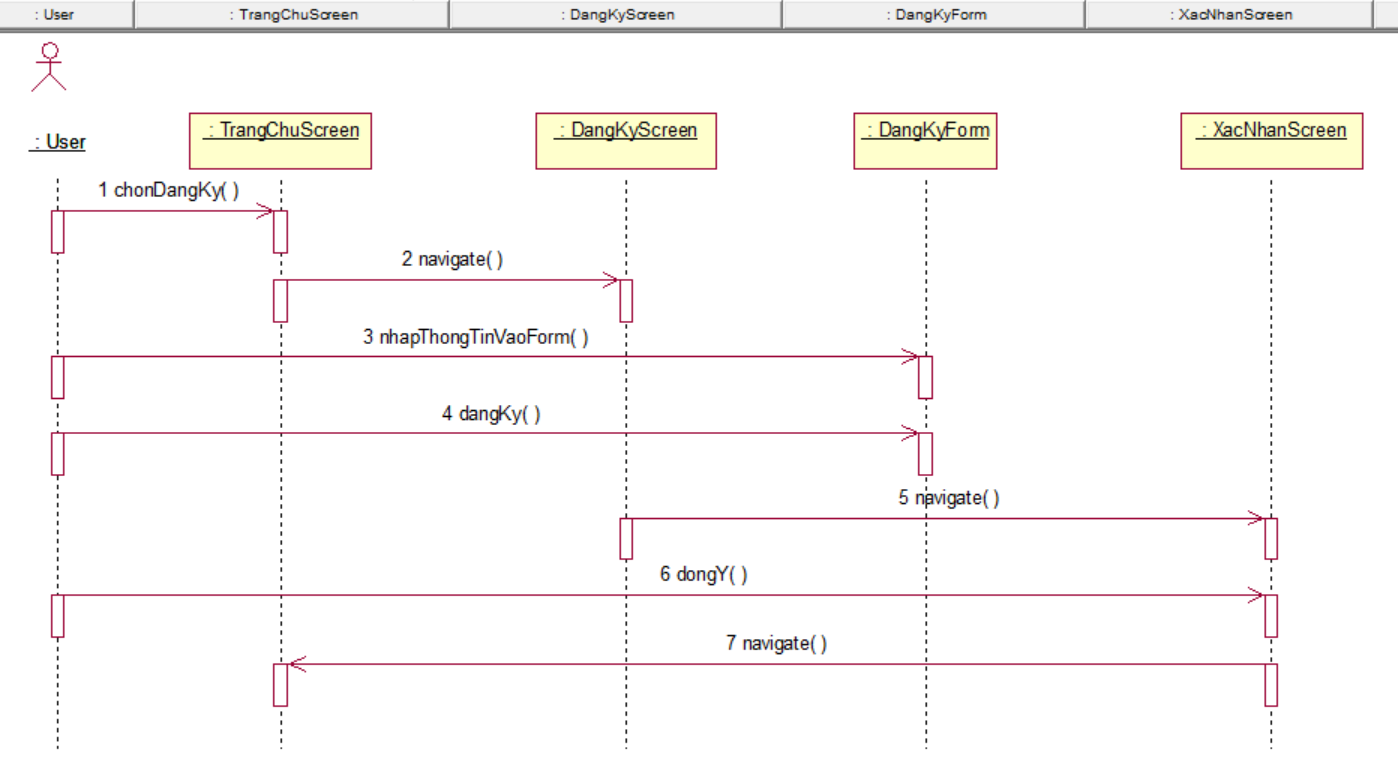 : User
: TrangChuScreen
: DangKyScreen
: DangKyForm
: XacNhanScreen
: User
: TrangChuScreen
: DangKyScreen
: DangKyForm
: XacNhanScreen
1 chonDangKy( )
2 navigate( )
3 nhapThongTinVaoForm( )
4 dangKy( )
5 navigate( )
6 dongY( )
7 navigate( )